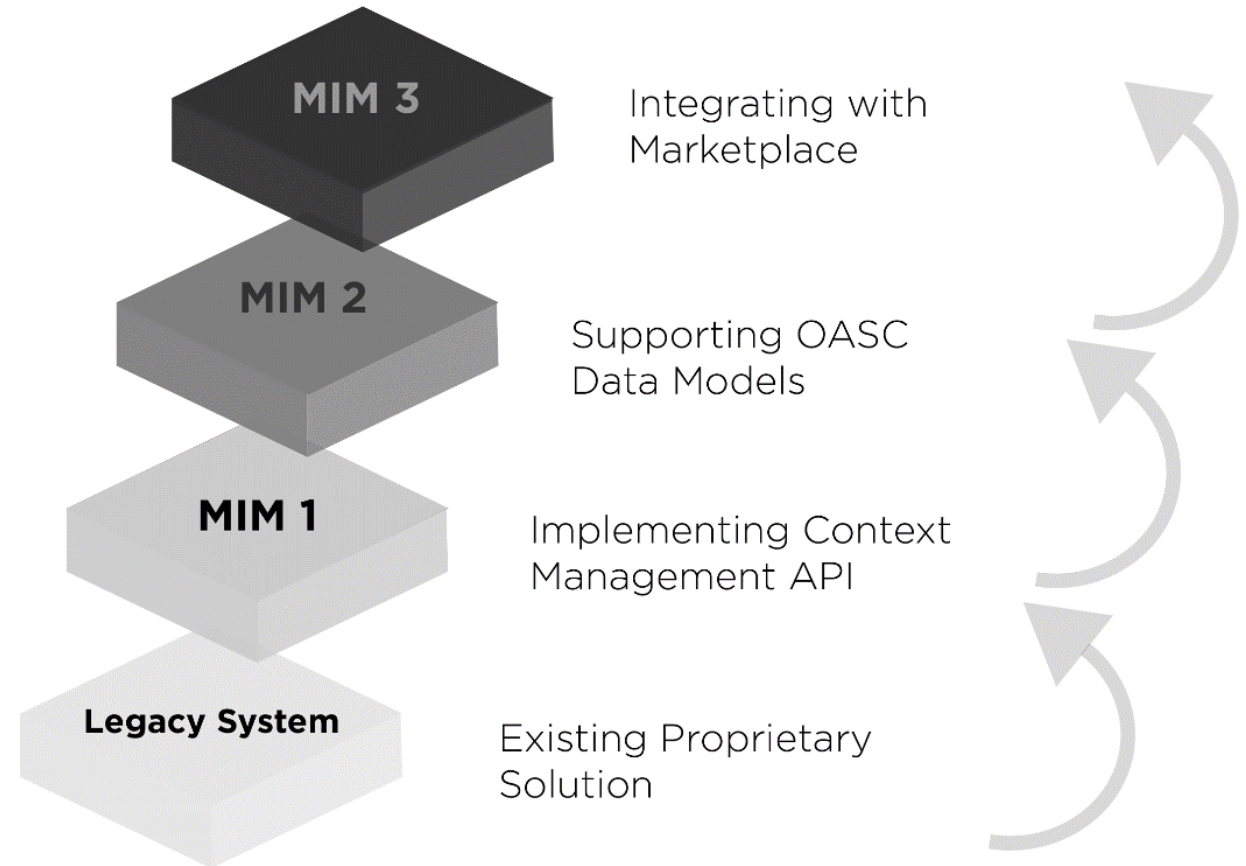 MIM 3
Integrating with
Marketplace
MIM 2
Supporting OASC
Data Models
MIM 1
Implementing Context
Management API
Legacy System
Existing Proprietary
Solution